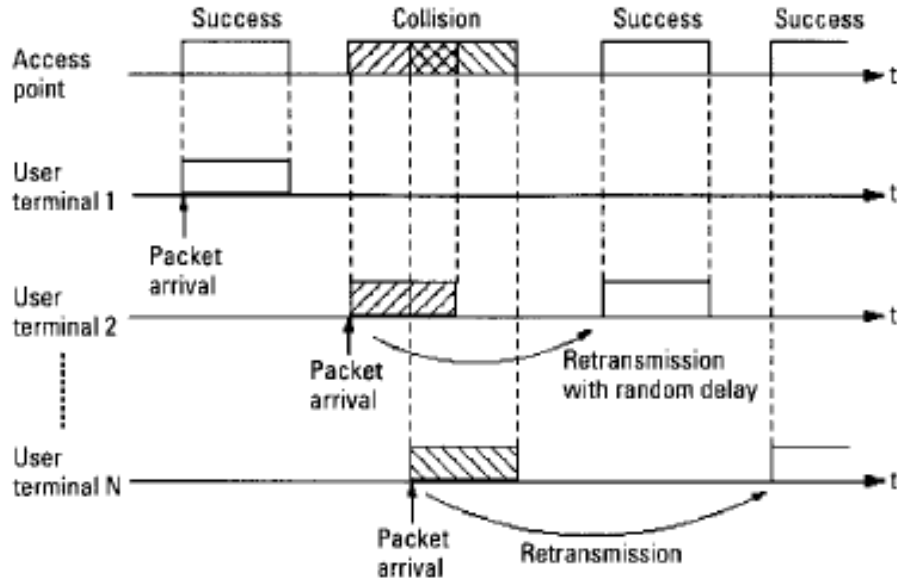 Success Collision Success Success
Access
point
t
User
terminal 1
t
Packet
arrival
User
terminal 2
t
Packet
arrival
Retransmission
with random delay
User
terminal N
t
Packet
arrival
Retransmission